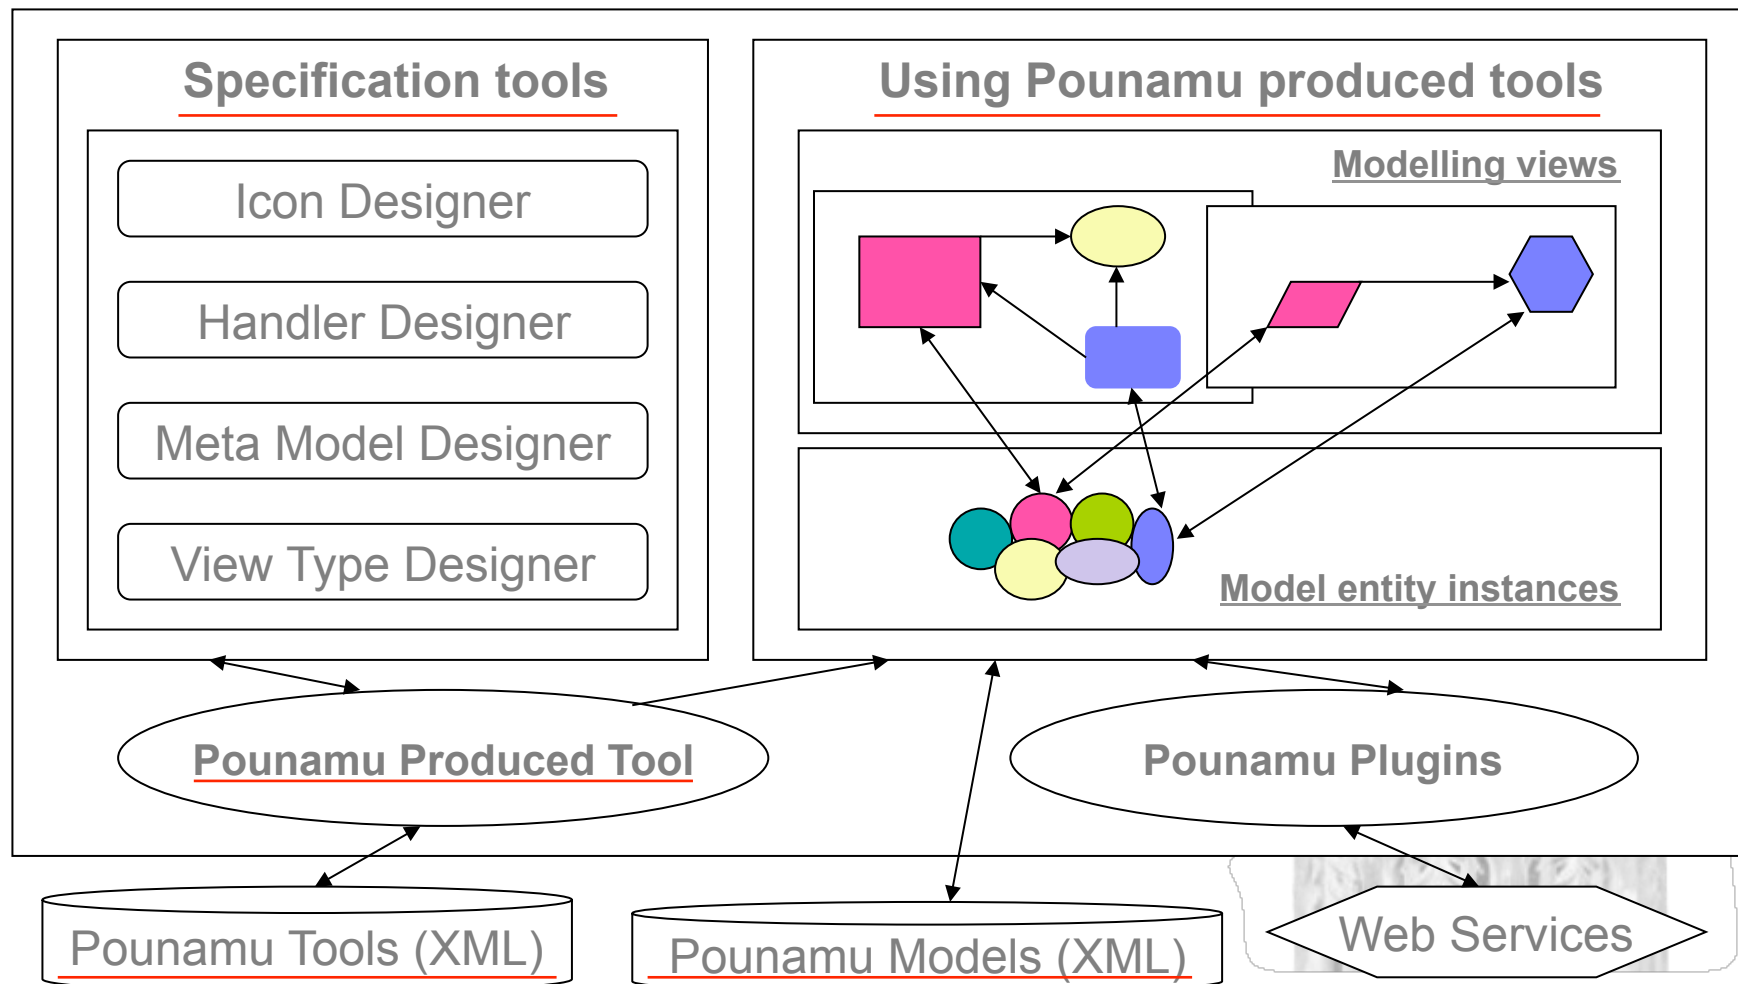 Specification tools
Icon Designer
Handler Designer
Meta Model Designer
View Type Designer
Using Pounamu produced tools
Modelling views
Model entity instances
Pounamu Produced Tool
Pounamu Plugins
Pounamu Tools (XML)
Pounamu Models (XML)
Web Services